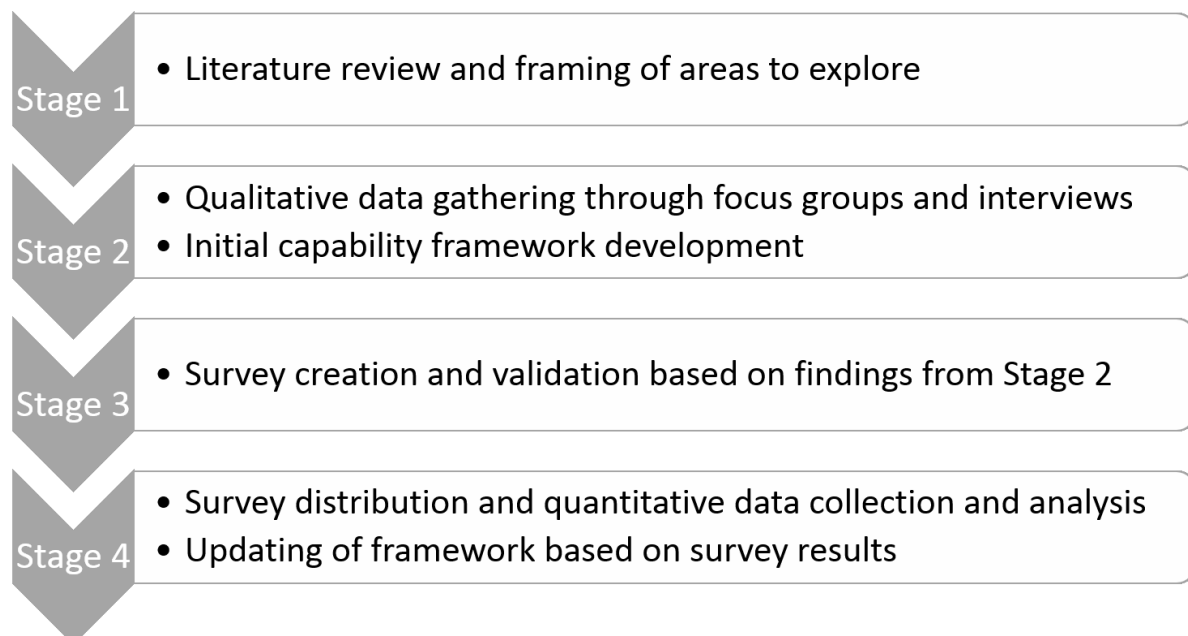 Stage 1
• Literature review and framing of areas to explore
Stage 2
• Qualitative data gathering through focus groups and interviews
• Initial capability framework development
Stage 3
• Survey creation and validation based on findings from Stage 2
Stage 4
• Survey distribution and quantitative data collection and analysis
• Updating of framework based on survey results